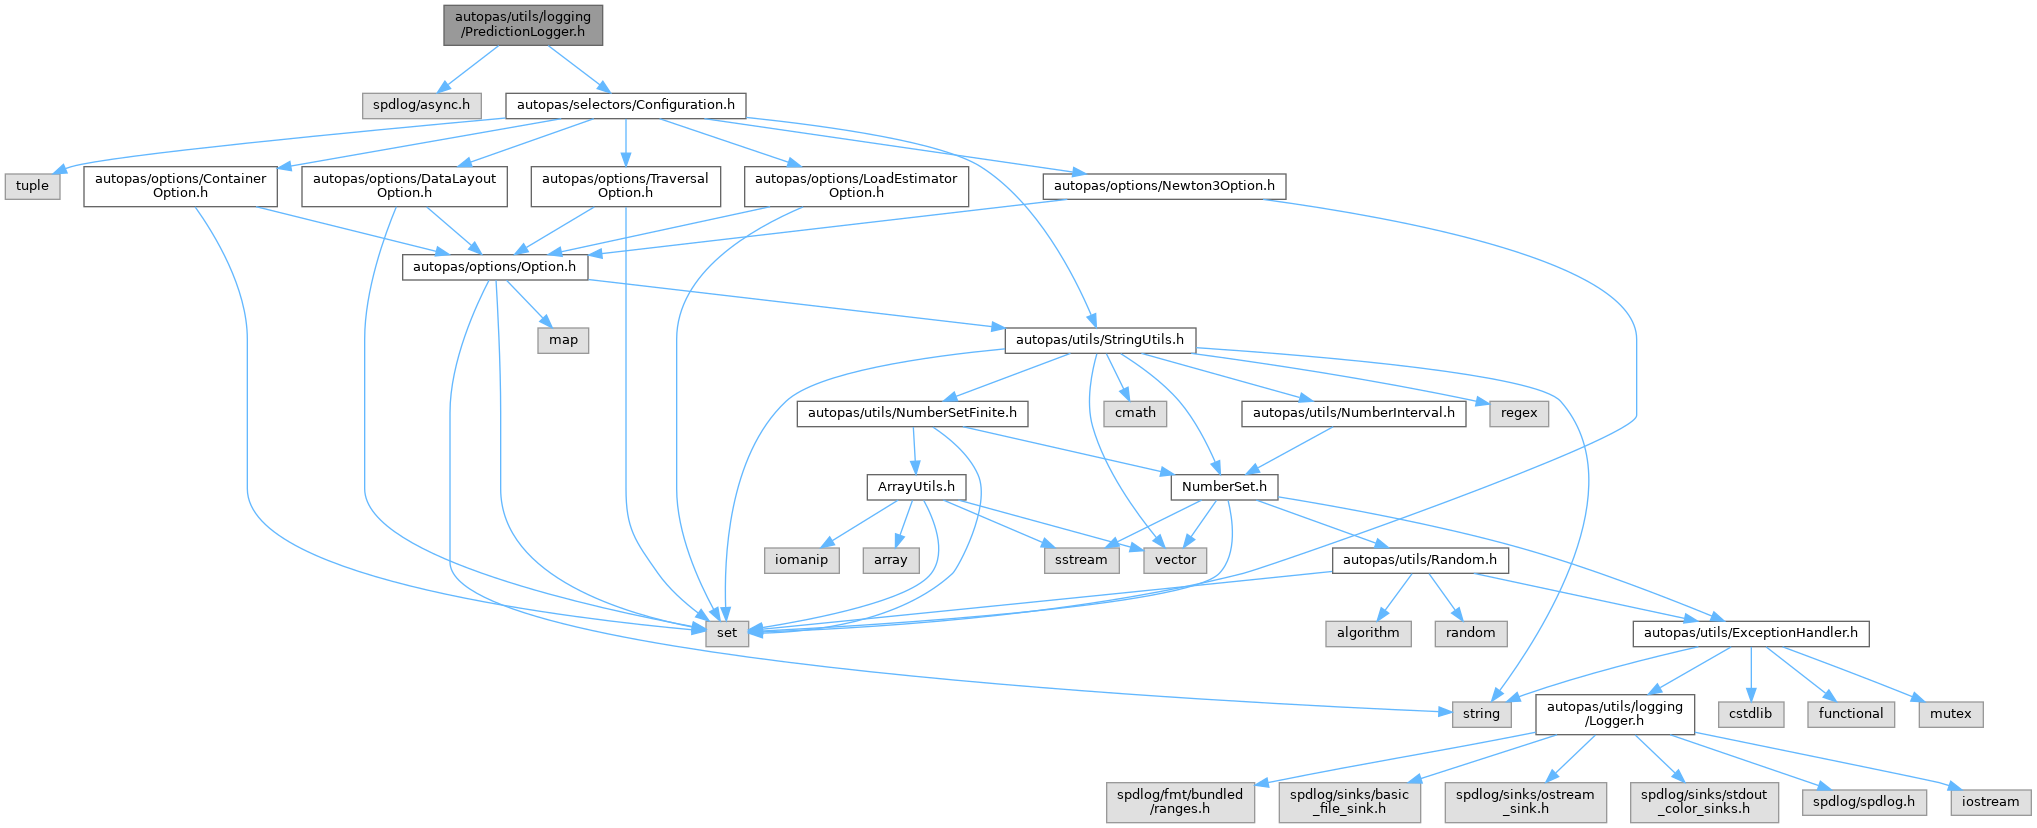 autopas/utils/logging
/PredictionLogger.h
spdlog/async.h
autopas/selectors/Configuration.h
tuple
autopas/options/Container
Option.h
autopas/options/DataLayout
Option.h
autopas/options/Traversal
Option.h
autopas/options/LoadEstimator
Option.h
autopas/options/Newton3Option.h
autopas/options/Option.h
map
autopas/utils/StringUtils.h
autopas/utils/NumberSetFinite.h
cmath
autopas/utils/NumberInterval.h
regex
ArrayUtils.h
NumberSet.h
iomanip
array
sstream
vector
autopas/utils/Random.h
set
algorithm
random
autopas/utils/ExceptionHandler.h
string
autopas/utils/logging
/Logger.h
cstdlib
functional
mutex
spdlog/fmt/bundled
/ranges.h
spdlog/sinks/basic
_file_sink.h
spdlog/sinks/ostream
_sink.h
spdlog/sinks/stdout
_color_sinks.h
spdlog/spdlog.h
iostream